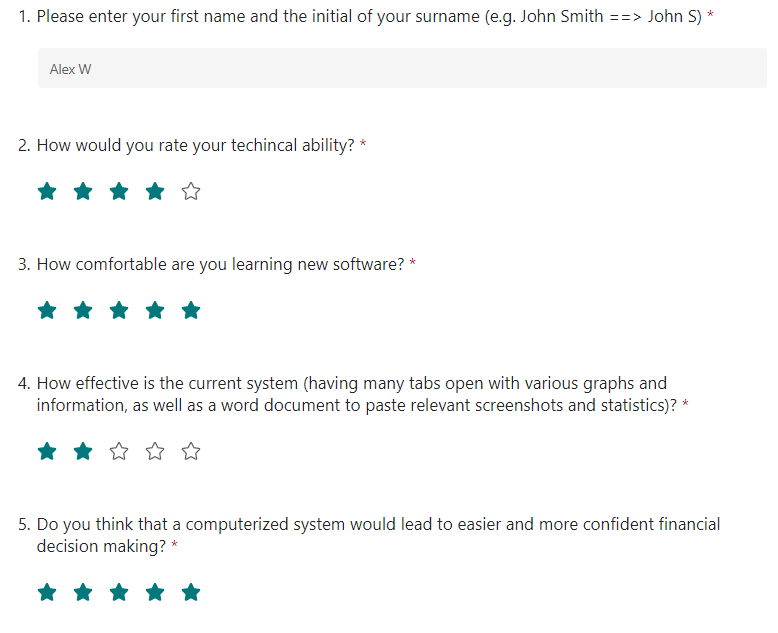 1. Please enter your first name and the initial of your surname (e.g. John Smith ==> John S) *
Alex W
2. How would you rate your techincal ability? *
3. How comfortable are you learning new software? *
4. How effective is the current system (having many tabs open with various graphs and
information, as well as a word document to paste relevant screenshots and statistics)? *
5. Do you think that a computerized system would lead to easier and more confident financial
decision making? *